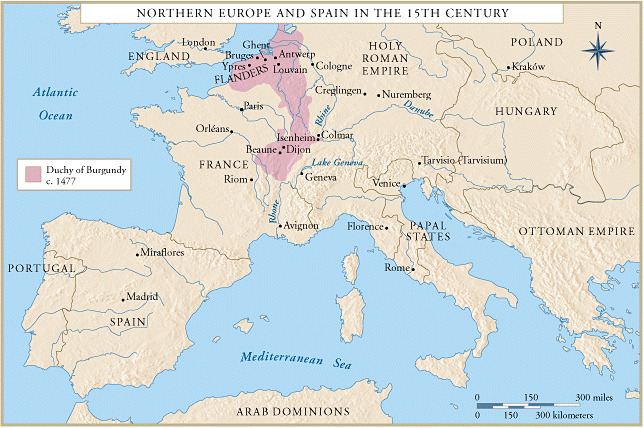 NORTHERN EUROPE AND SPAIN IN THE 15TH CENTURY
N
POLAND
London
Ghent
HOLY
ROMAN
EMPIRE
ENGLAND
Bruges
Antwerp
Ypres
FLANDERS
Louvain
Cologne
Kraków
Atlantic
Ocean
Creglingen
Nuremberg
Paris
Rhine
Danube
HUNGARY
Orléans
Isenheim
Colmar
Beaune
Dijon
Duchy of Burgundy
c. 1477
FRANCE
Lake Geneva
Tarvisio (Tarvisium)
Riom
Geneva
Venice
Rhone
Avignon
Florence
PAPAL
STATES
OTTOMAN EMPIRE
Miraflores
PORTUGAL
Rome
Madrid
SPAIN
Mediterranean Sea
0 150 300 miles
0 150 300 kilometers
ARAB DOMINIONS